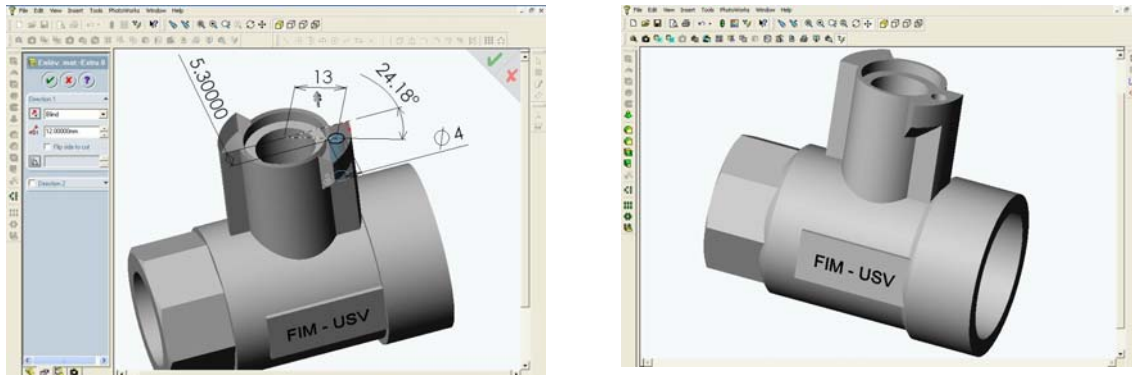 File Edit View Insert Tools PhotoWorks Window Help
Direction 1
Blind
12.00000mm
Flip side to cut
Direction 2
5.30000
13
24.18°
Ø 4
FIM - USV
File Edit View Insert Tools PhotoWorks Window Help
FIM - USV